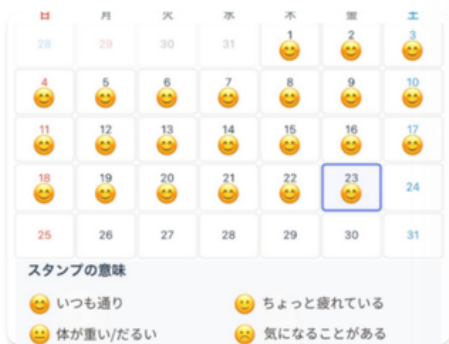 日 月 火 水 木 金 土
28 29 30 31 1 2 3
4 5 6 7 8 9 10
11 12 13 14 15 16 17
18 19 20 21 22 23 24
25 26 27 28 29 30 31
スタンプの意味
いつも通り ちょっと疲れている
体が重い/だるい 気になることがある